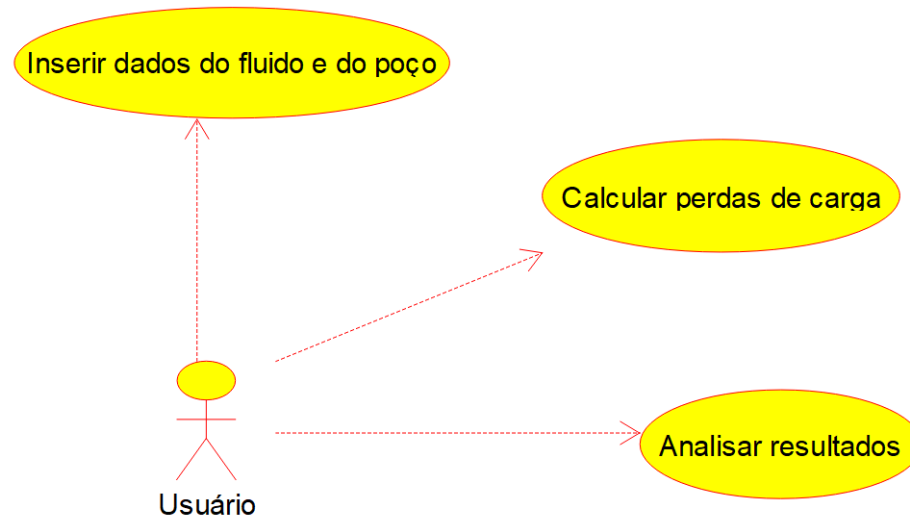 Inserir dados do fluido e do poço
Calcular perdas de carga
Analisar resultados
Usuário